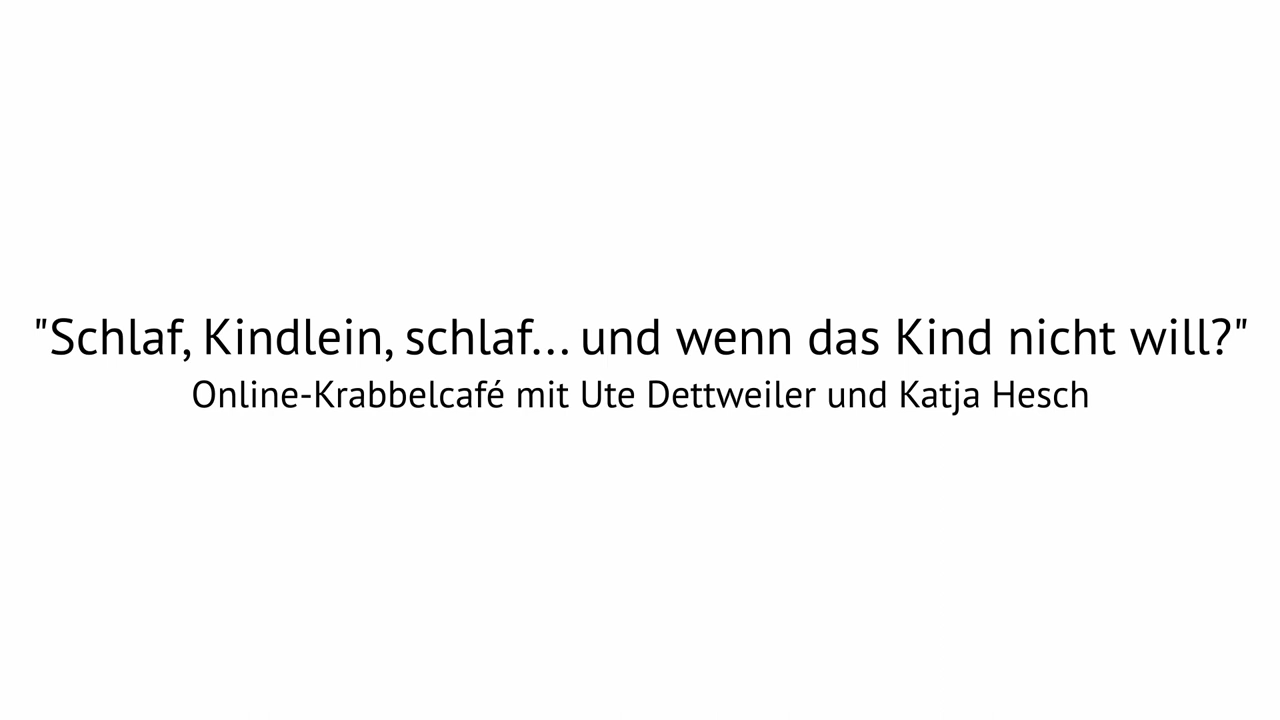 "Schlaf, Kindlein, schlaf... und wenn das Kind nicht will?"
Online-Krabbelcafé mit Ute Dettweiler und Katja Hesch